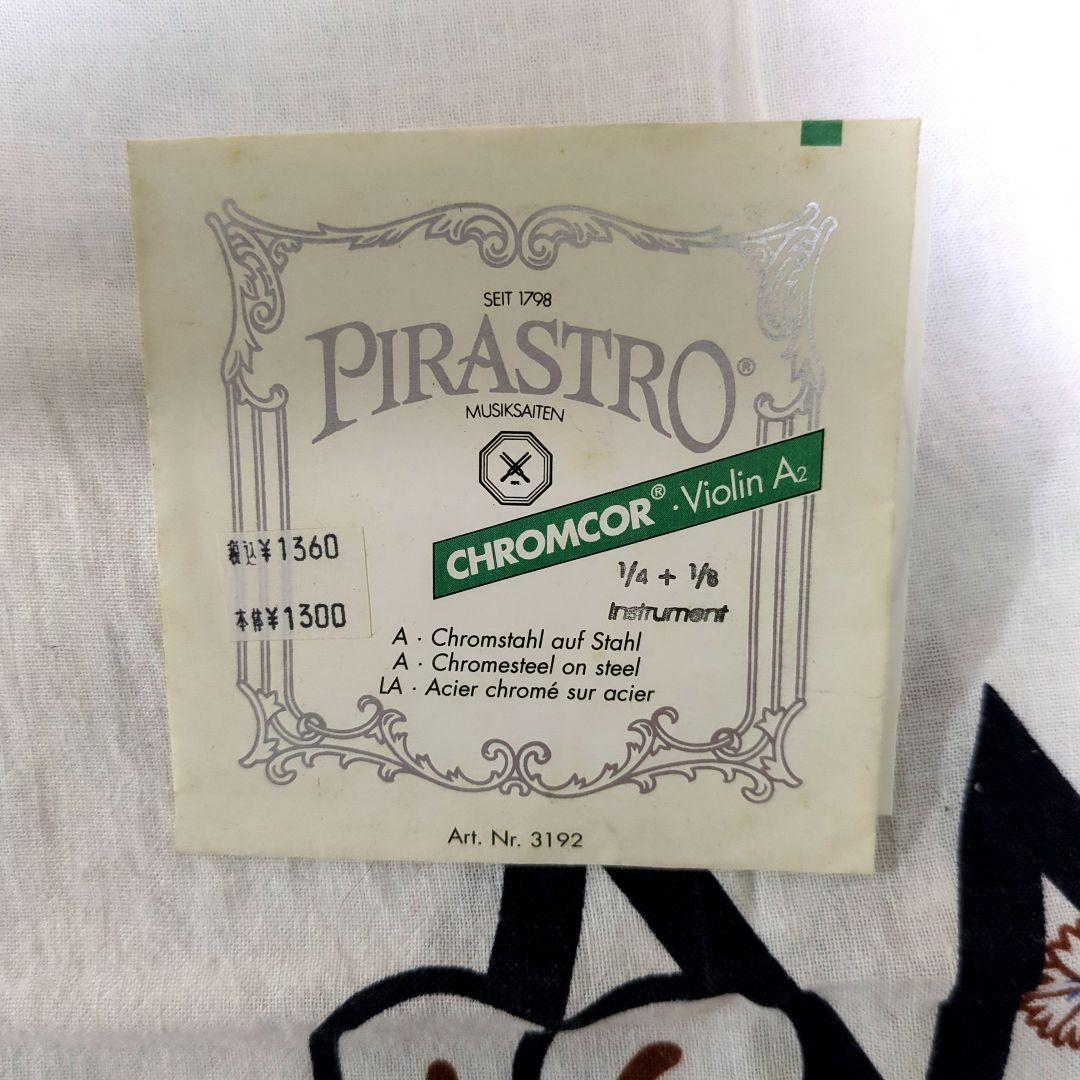 SEIT 1798
PIRASTRO®
MUSIKSAITEN
CHROMCOR® · Violin A2
1/4 + 1/8
Instrument
税込¥1360
本体¥1300
A · Chromstahl auf Stahl
A · Chromesteel on steel
LA · Acier chromé sur acier
Art. Nr. 3192